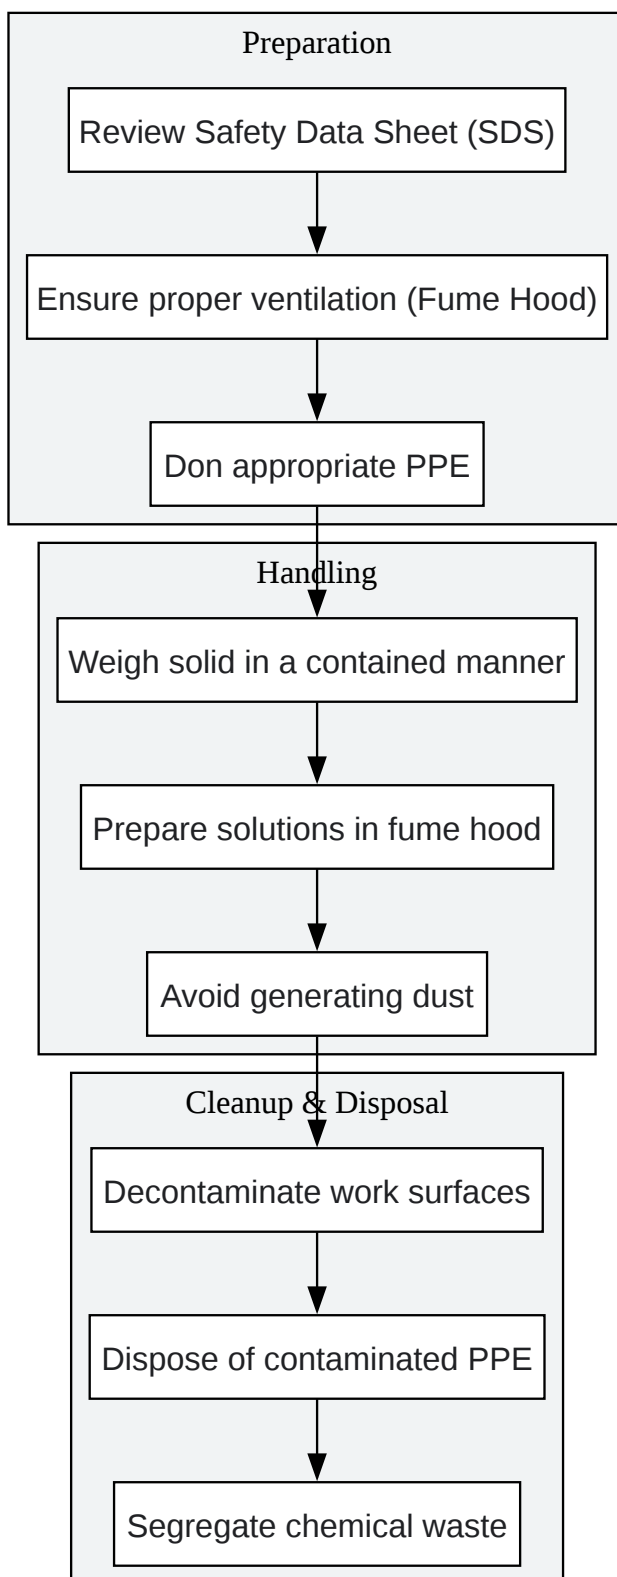 Preparation
Review Safety Data Sheet (SDS)
Ensure proper ventilation (Fume Hood)
Don appropriate PPE
Handling
Weigh solid in a contained manner
Prepare solutions in fume hood
Avoid generating dust
Cleanup & Disposal
Decontaminate work surfaces
Dispose of contaminated PPE
Segregate chemical waste